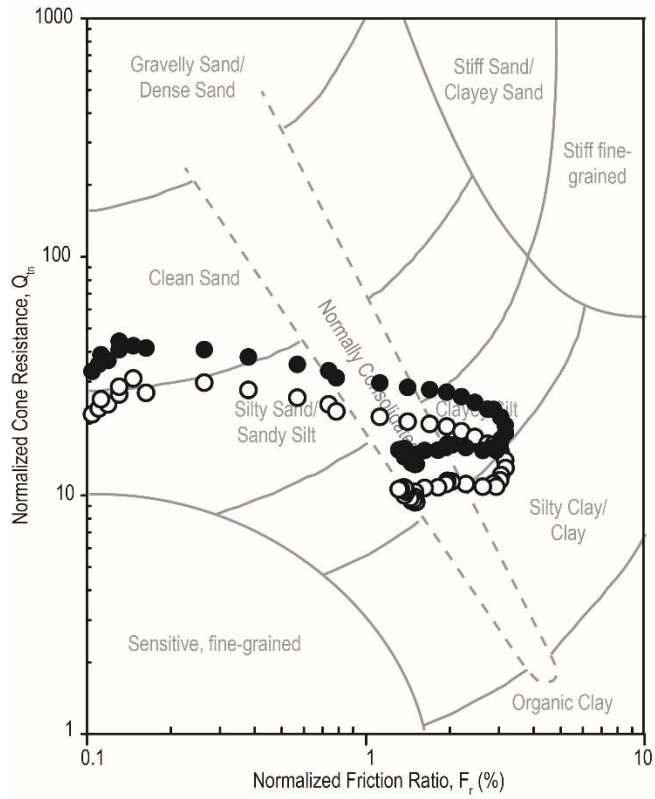 1000
Gravelly Sand/
Dense Sand
Stiff Sand/
Clayey Sand
Stiff fine-
grained
100
Clean Sand
Normally Consolidated
Silty Sand/
Sandy Silt
Clayey Silt
10
Silty Clay/
Clay
Sensitive, fine-grained
Organic Clay
1
0.1
1
10
Normalized Cone Resistance, Qtn
Normalized Friction Ratio, Fr (%)